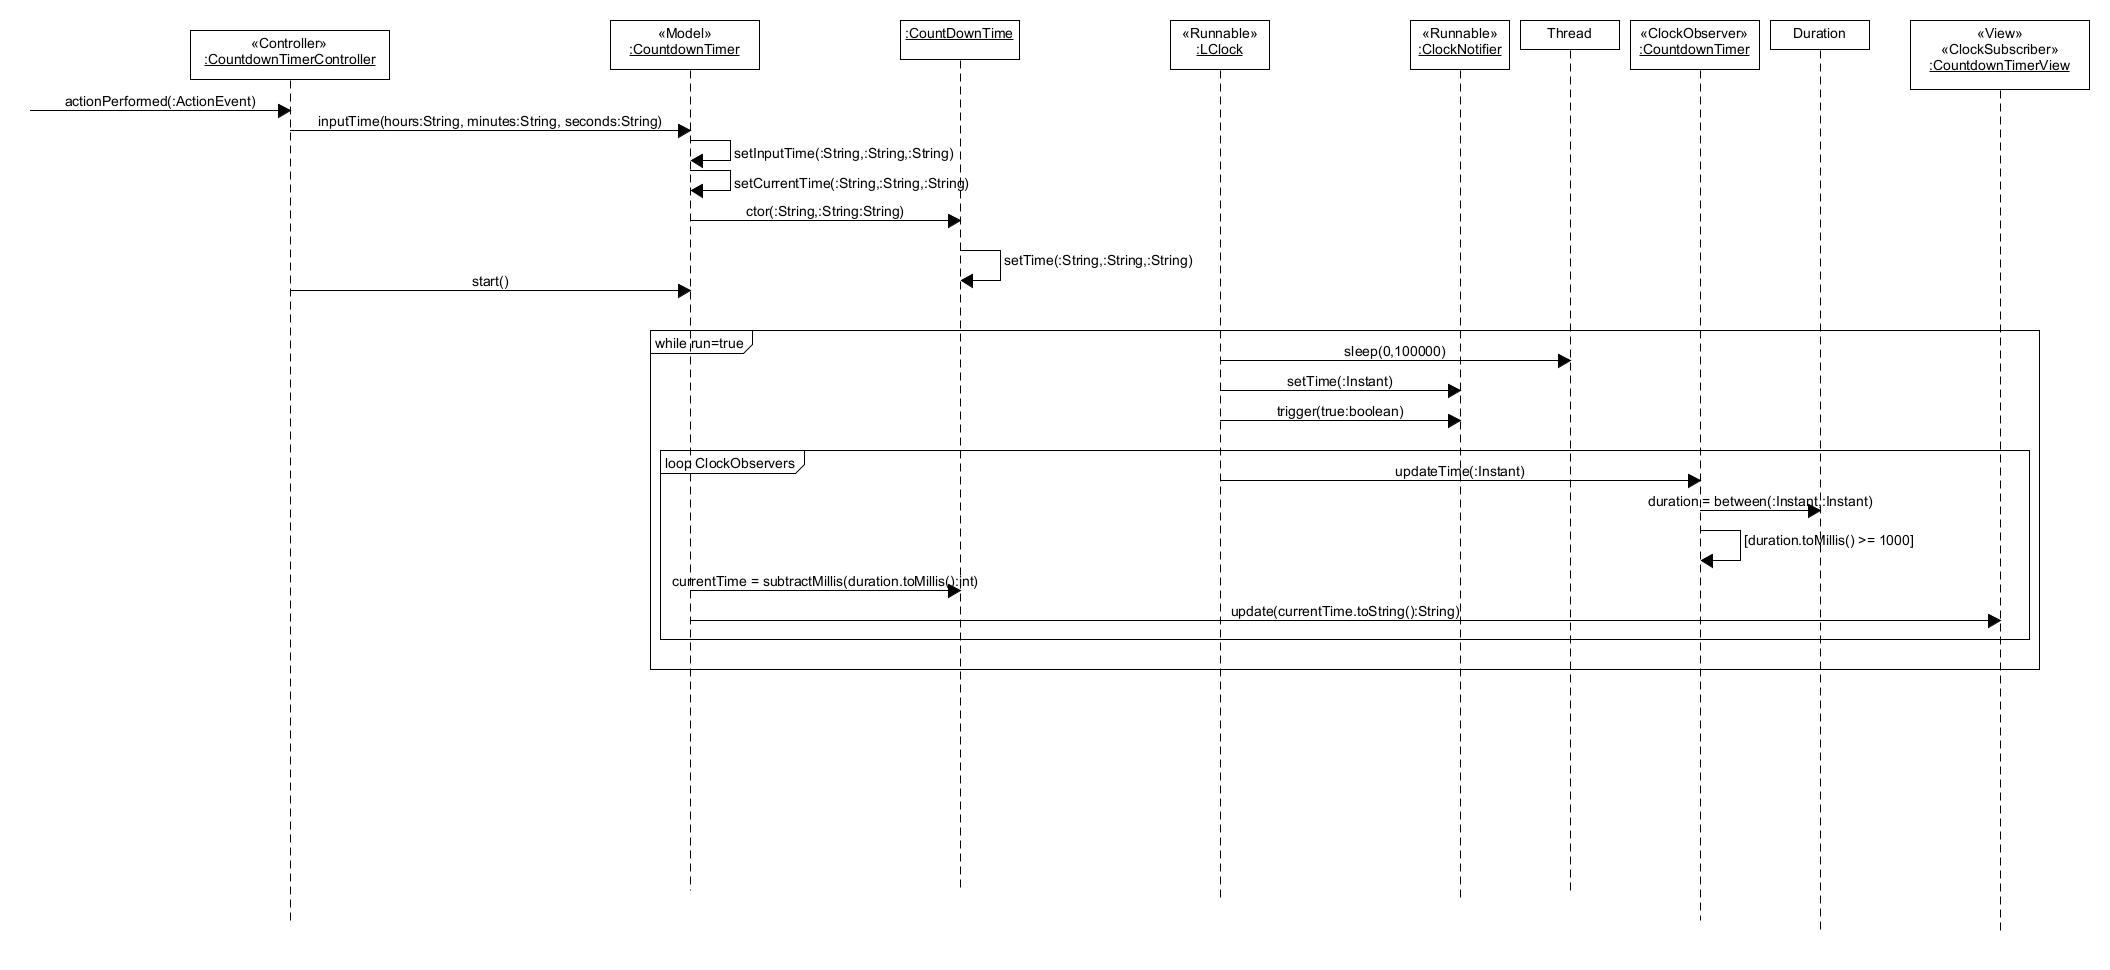 «Controller»
:CountdownTimerController
«Model»
:CountdownTimer
:CountDownTime
«Runnable»
:LClock
«Runnable»
:ClockNotifier
Thread
«ClockObserver»
:CountdownTimer
Duration
«View»
«ClockSubscriber»
:CountdownTimerView
actionPerformed(:ActionEvent)
inputTime(hours:String, minutes:String, seconds:String)
setInputTime(:String,:String,:String)
setCurrentTime(:String,:String,:String)
ctor(:String,:String:String)
setTime(:String,:String,:String)
start()
while run=true
sleep(0,100000)
setTime(:Instant)
trigger(true:boolean)
loop ClockObservers
updateTime(:Instant)
duration = between(:Instant,:Instant)
[duration.toMillis() >= 1000]
currentTime = subtractMillis(duration.toMillis():int)
update(currentTime.toString():String)